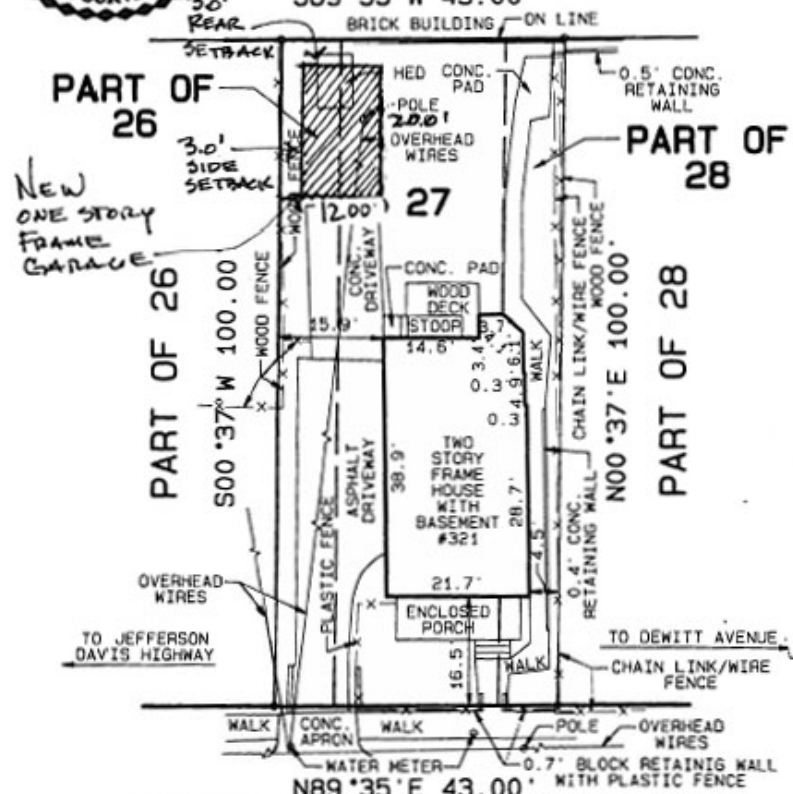 3.0'
REAR
SETBACK
BRICK BUILDING
ON LINE
PART OF
26
HED
CONC.
PAD
0.5' CONC.
RETAINING
WALL
POLE
20.0'
OVERHEAD
WIRES
PART OF
28
3.0'
SIDE
SETBACK
NEW
ONE STORY
FRAME
GARAGE
12.00'
27
WOOD FENCE
CONC.
DRIVEWAY
CONC. PAD
WOOD
DECK
STOOP
15.9'
14.6'
3.7'
3.4'
6.1'
0.3'
4.9'
0.3'
WALK
CHAIN LINK/WIRE FENCE
WOOD FENCE
PART OF 26
S00°37' W 100.00
WOOD FENCE
N00°37'E 100.00'
PART OF 28
TWO
STORY
FRAME
HOUSE
WITH
BASEMENT
#321
38.9'
28.7'
21.7'
4.5'
0.4' CONC.
RETAINING WALL
ASPHALT
DRIVEWAY
PLASTIC FENCE
OVERHEAD
WIRES
ENCLOSED
PORCH
16.5'
WALK
TO JEFFERSON
DAVIS HIGHWAY
TO DEWITT AVENUE
CHAIN LINK/WIRE
FENCE
WALK
CONC.
APRON
WALK
POLE
OVERHEAD
WIRES
WATER METER
0.7' BLOCK RETAINIG WALL
WITH PLASTIC FENCE
N89°35'E 43.00'